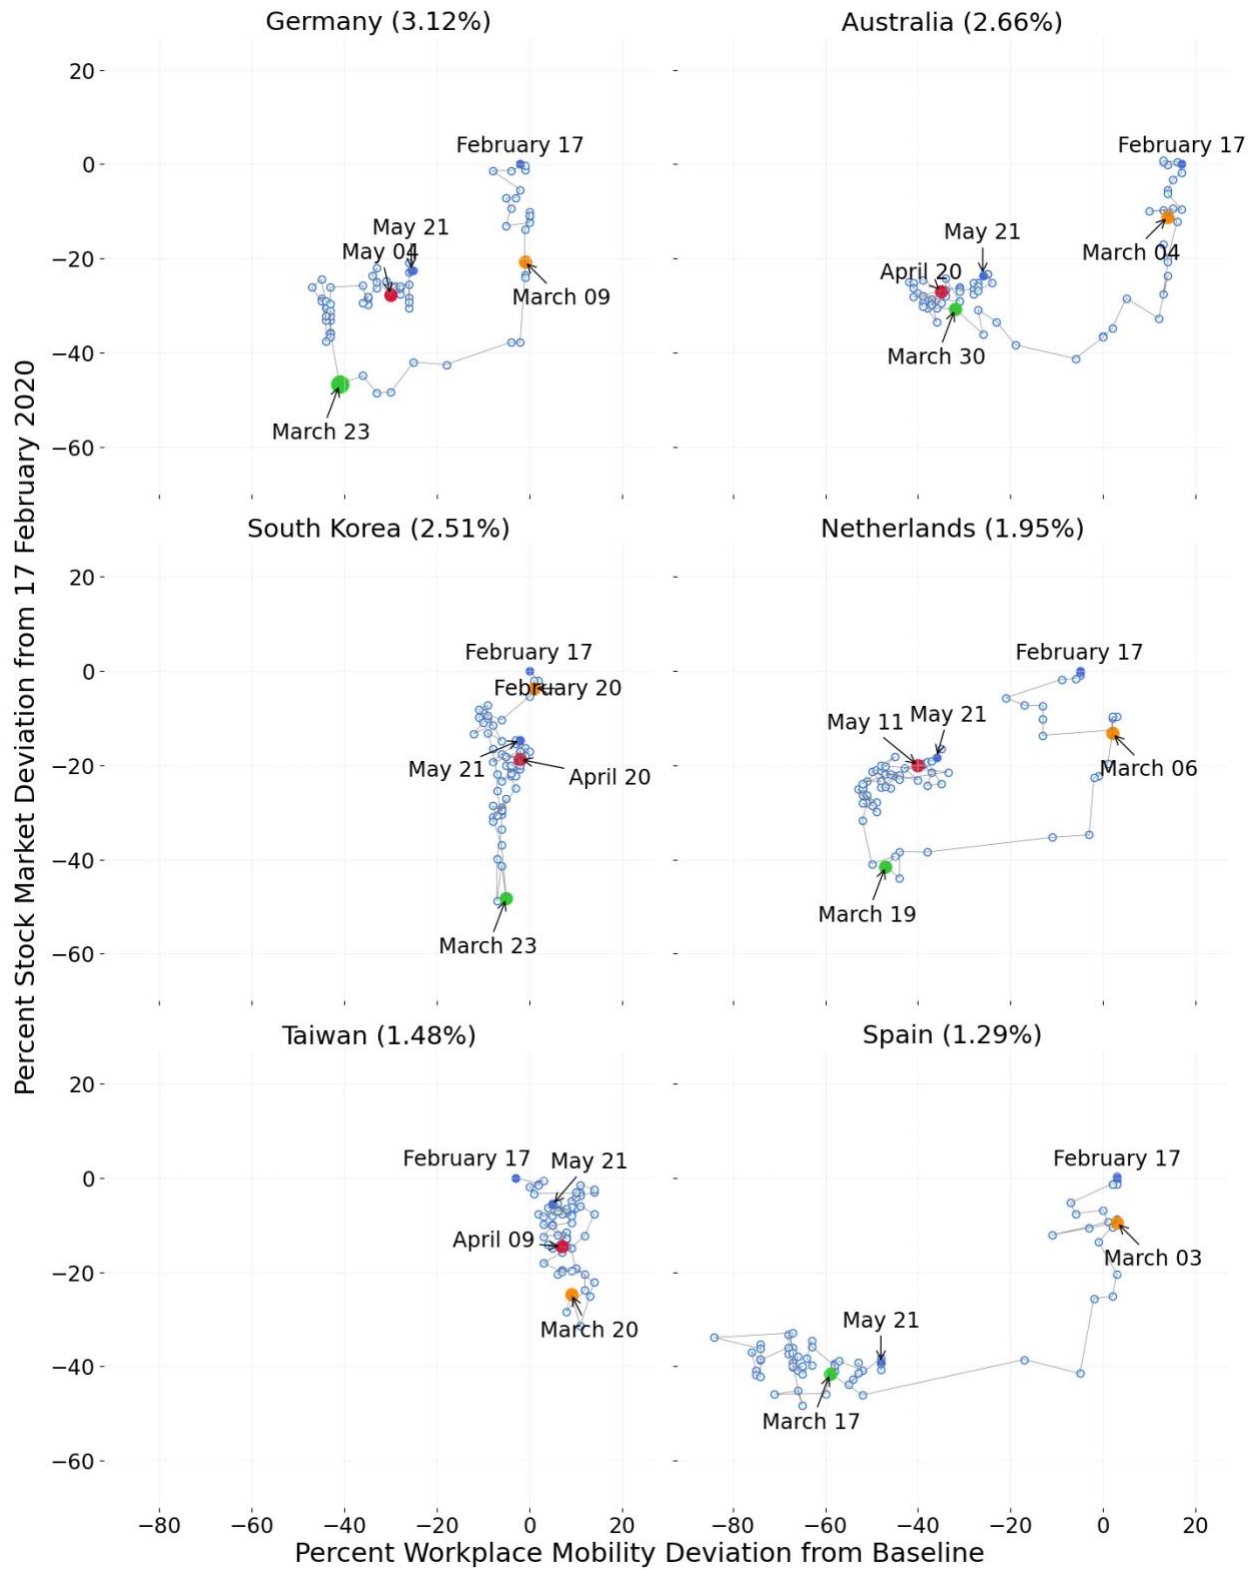 Germany (3.12%)
Australia (2.66%)
20
0
−20
−40
−60
February 17
May 21
May 04
March 09
March 23
February 17
May 21
April 20
March 04
March 30
South Korea (2.51%)
Netherlands (1.95%)
20
0
−20
−40
−60
February 17
February 20
May 21
April 20
March 23
February 17
May 11
May 21
March 06
March 19
Taiwan (1.48%)
Spain (1.29%)
20
0
−20
−40
−60
February 17
May 21
April 09
March 20
February 17
March 03
May 21
March 17
−80
−60
−40
−20
0
20
−80
−60
−40
−20
0
20
Percent Stock Market Deviation from 17 February 2020
Percent Workplace Mobility Deviation from Baseline